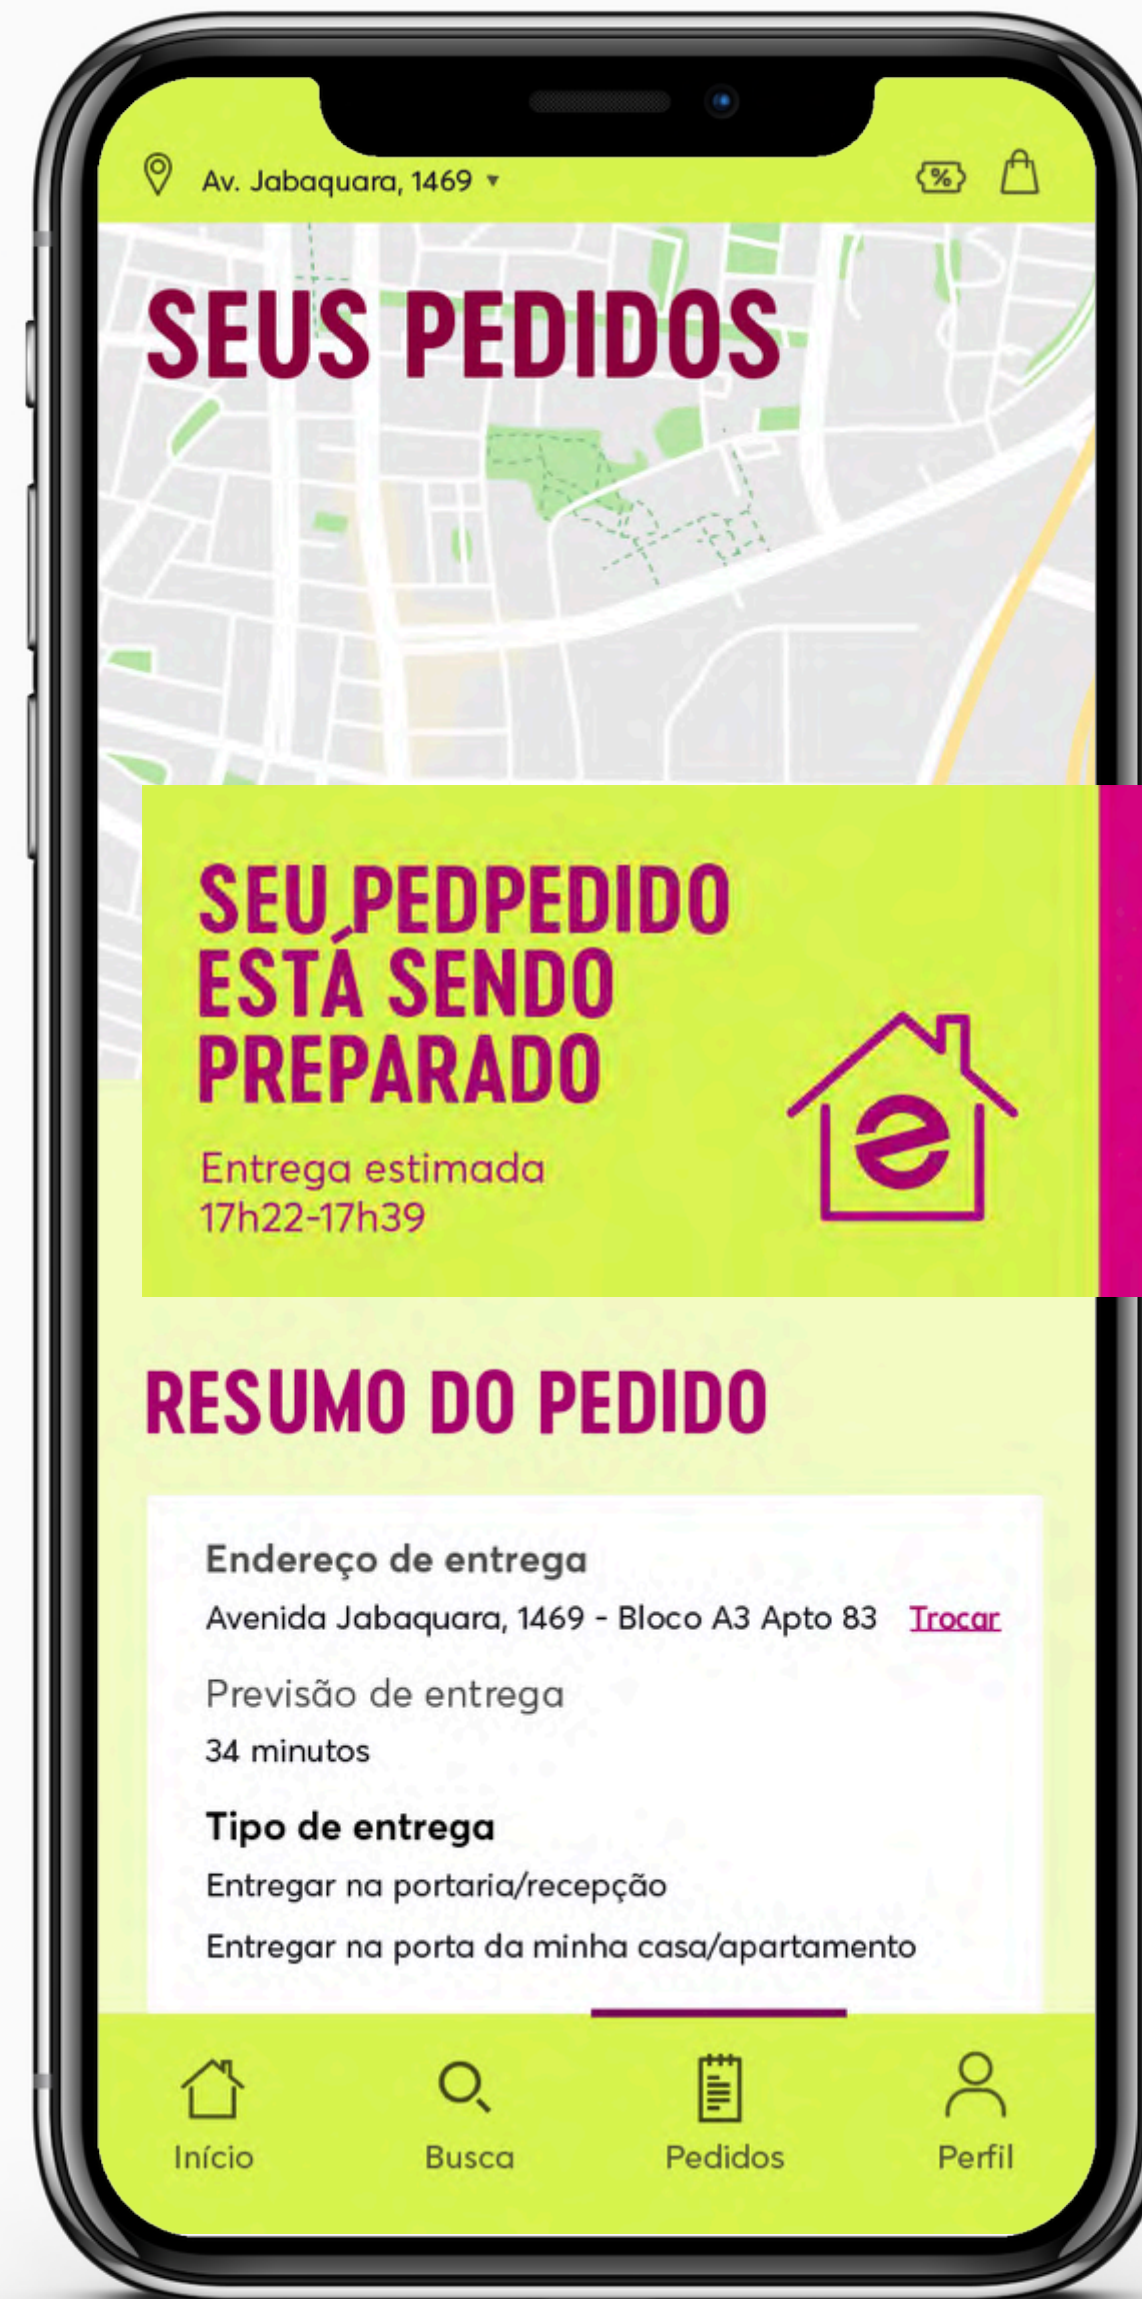 Av. Jabaquara, 1469
%
SEUS PEDIDOS
SEU PEDPEDIDO
ESTÁ SENDO
PREPARADO
Entrega estimada
17h22-17h39
e
RESUMO DO PEDIDO
Endereço de entrega
Avenida Jabaquara, 1469 - Bloco A3 Apto 83 Trocar
Previsão de entrega
34 minutos
Tipo de entrega
Entregar na portaria/recepção
Entregar na porta da minha casa/apartamento
Início Busca Pedidos Perfil